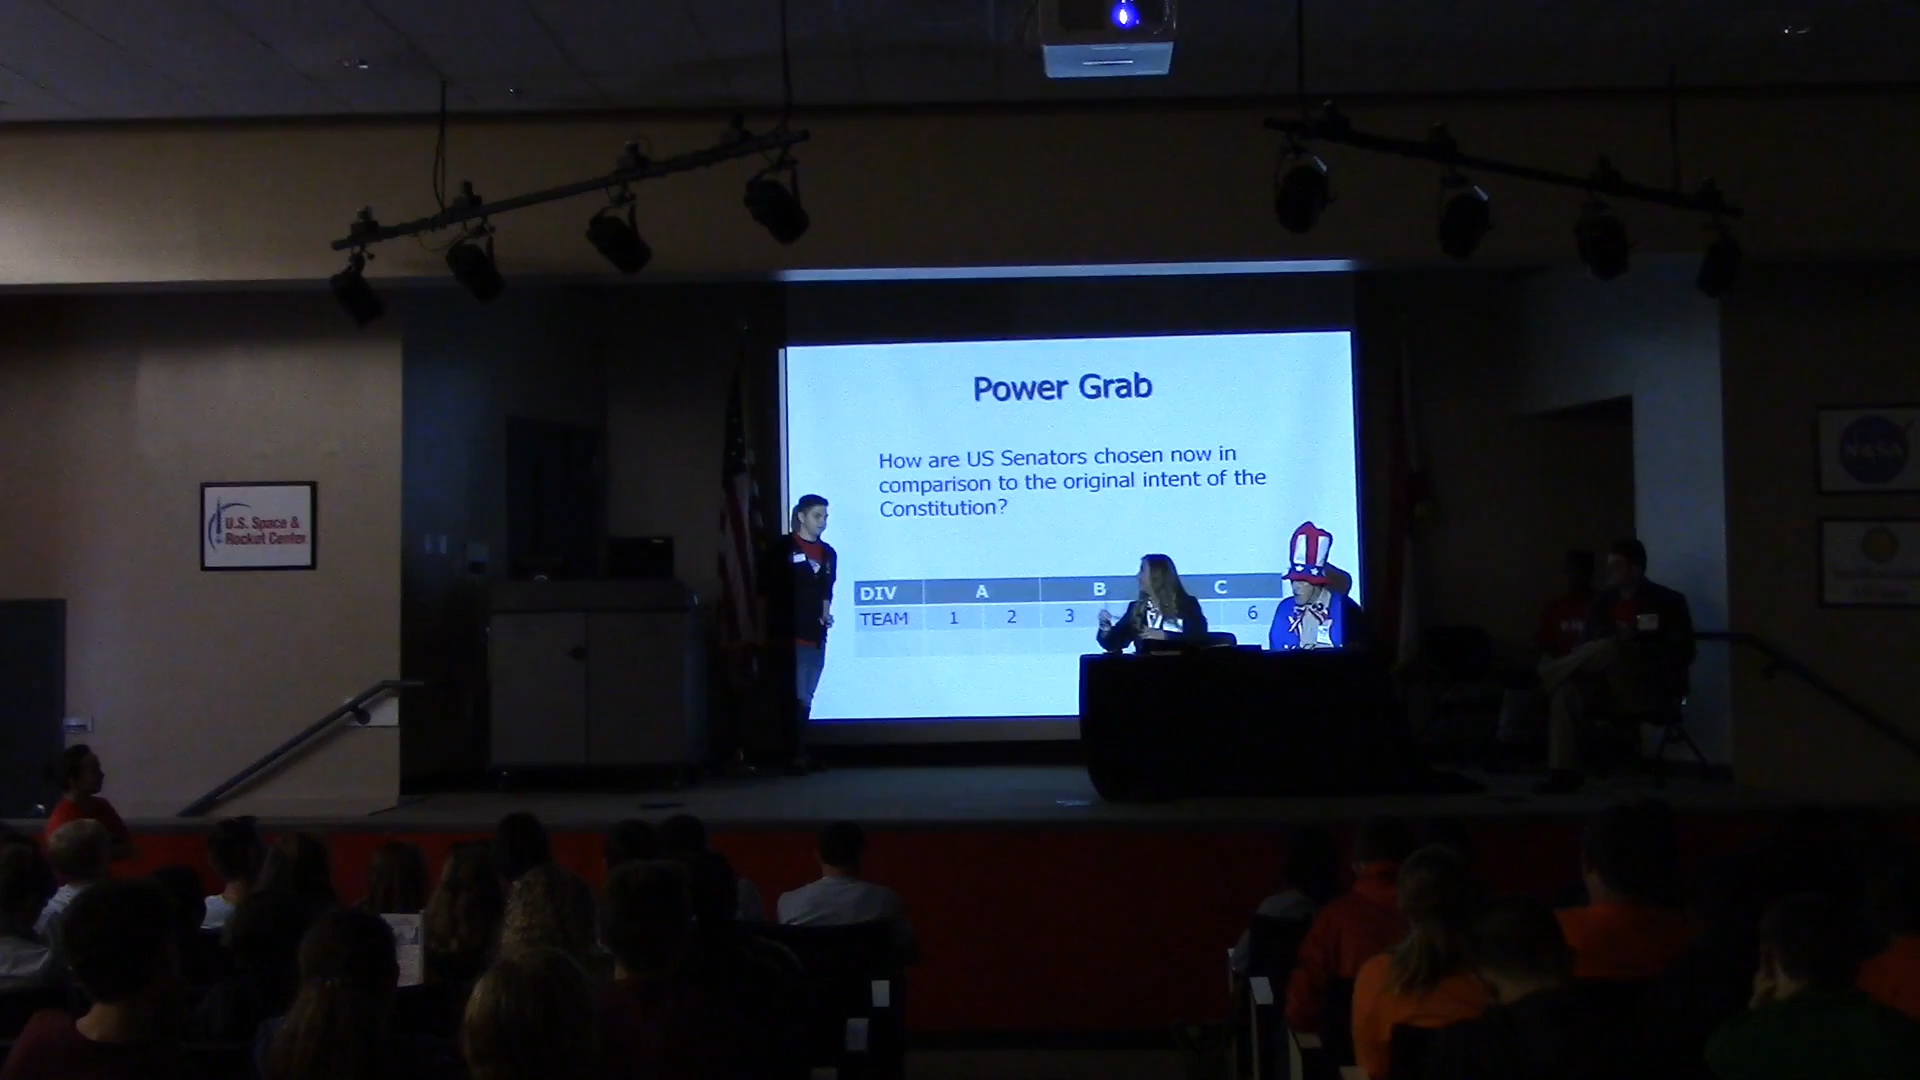 Power Grab
How are US Senators chosen now in
comparison to the original intent of the
Constitution?
DIV A B C
TEAM 1 2 3 6
U.S. Space &
Rocket Center
NASA